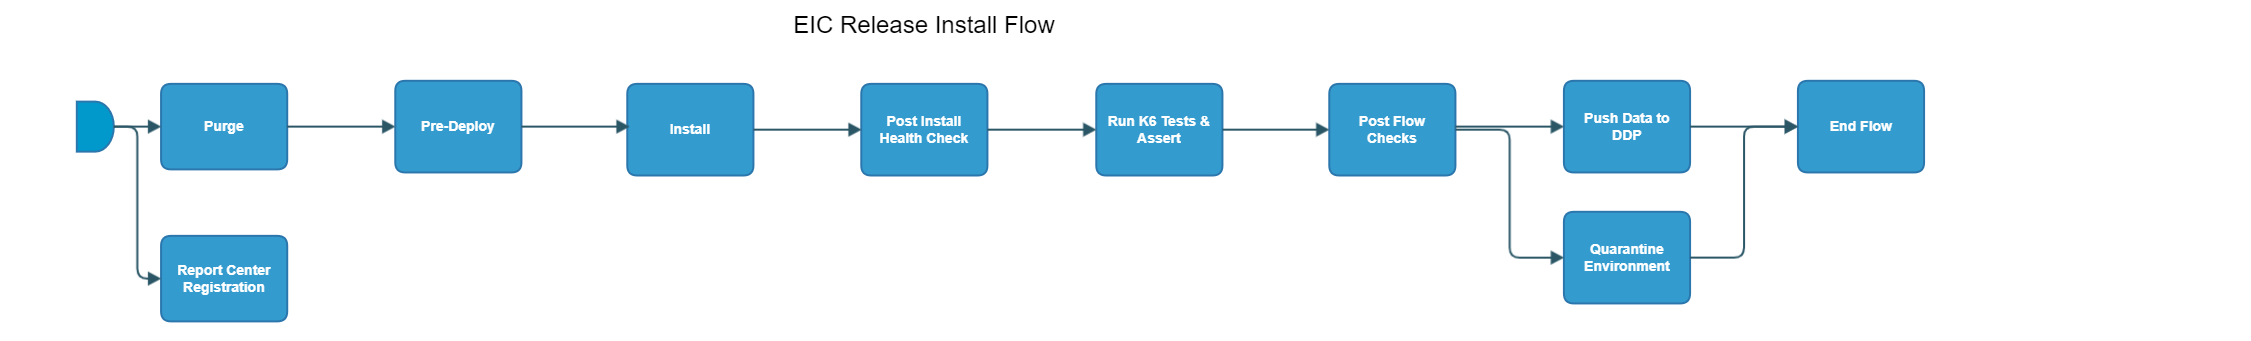 EIC Release Install Flow
Purge
Pre-Deploy
Install
Post Install
Health Check
Run K6 Tests &
Assert
Post Flow
Checks
Push Data to
DDP
End Flow
Report Center
Registration
Quarantine
Environment